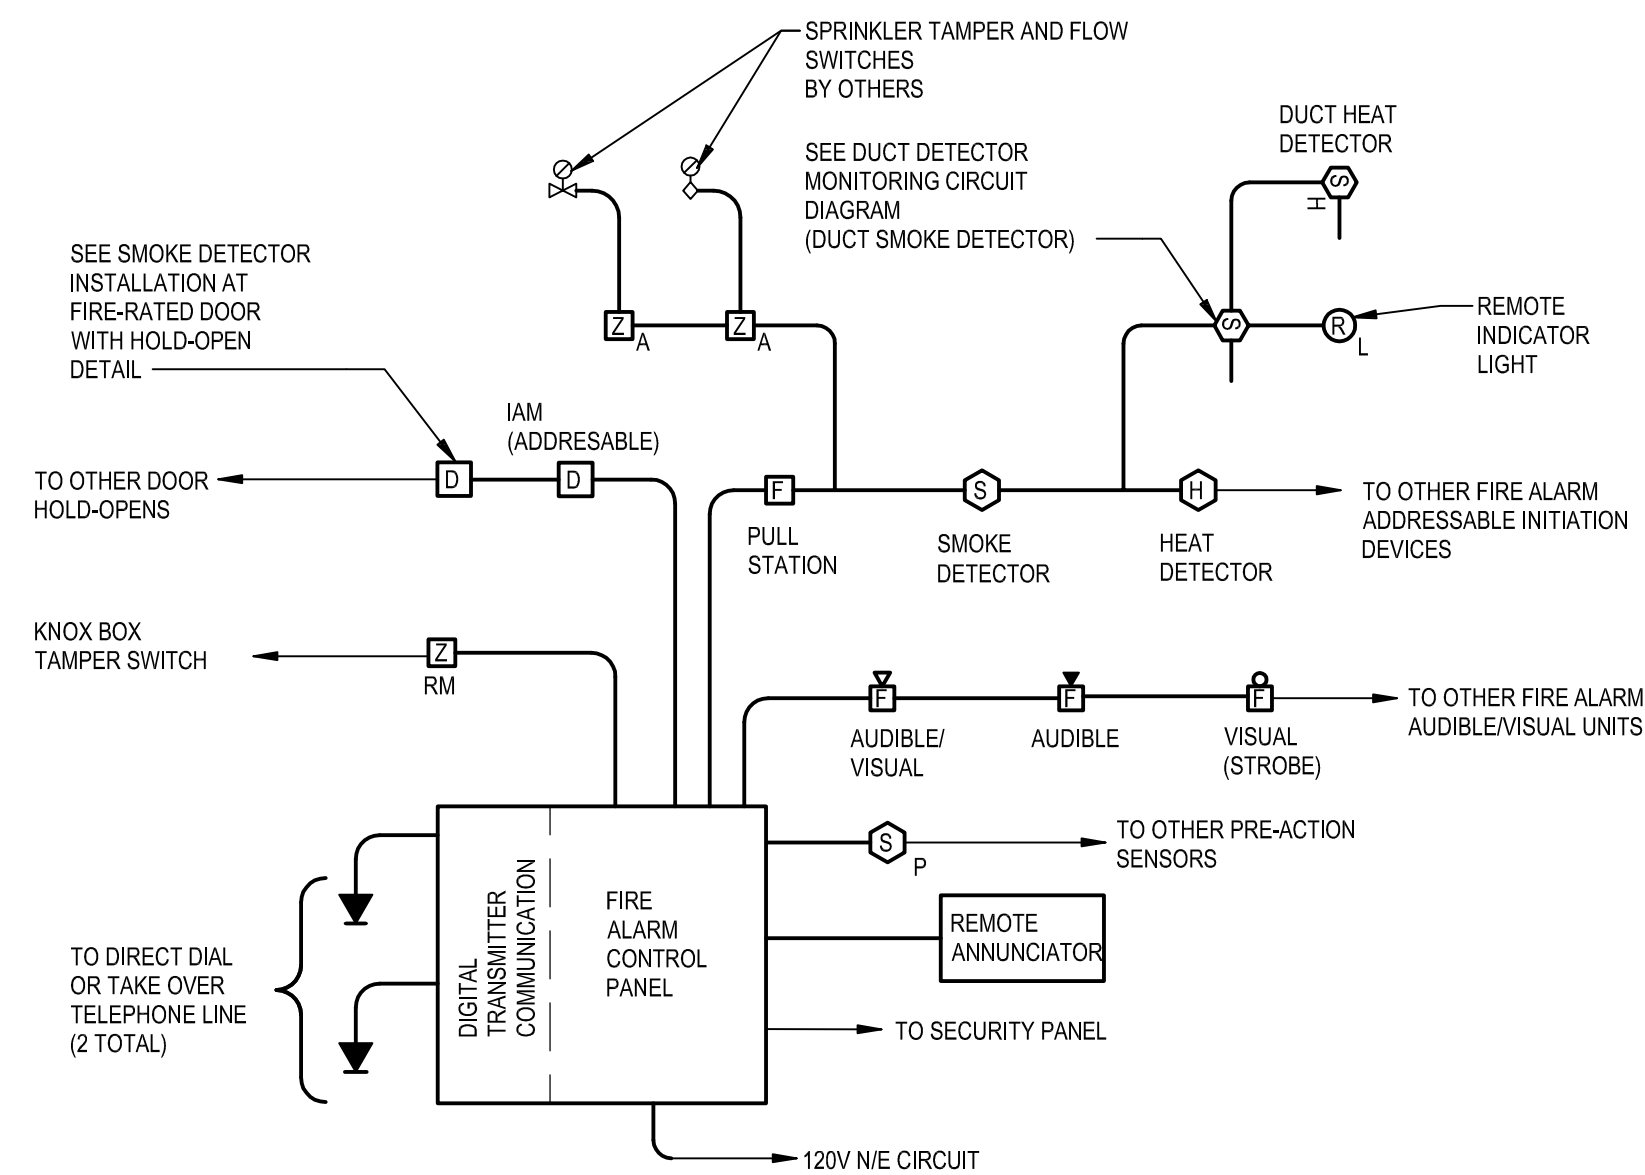 SPRINKLER TAMPER AND FLOW
SWITCHES
BY OTHERS
DUCT HEAT
DETECTOR
S
H
SEE DUCT DETECTOR
MONITORING CIRCUIT
DIAGRAM
(DUCT SMOKE DETECTOR)
SEE SMOKE DETECTOR
INSTALLATION AT
FIRE-RATED DOOR
WITH HOLD-OPEN
DETAIL
Z
A
Z
A
S
R
L
REMOTE
INDICATOR
LIGHT
IAM
(ADDRESABLE)
TO OTHER DOOR
HOLD-OPENS
D
D
F
PULL
STATION
S
SMOKE
DETECTOR
H
HEAT
DETECTOR
TO OTHER FIRE ALARM
ADDRESSABLE INITIATION
DEVICES
KNOX BOX
TAMPER SWITCH
Z
RM
F
AUDIBLE/
VISUAL
F
AUDIBLE
F
VISUAL
(STROBE)
TO OTHER FIRE ALARM
AUDIBLE/VISUAL UNITS
S
P
TO OTHER PRE-ACTION
SENSORS
DIGITAL
TRANSMITTER
COMMUNICATION
FIRE
ALARM
CONTROL
PANEL
REMOTE
ANNUNCIATOR
TO DIRECT DIAL
OR TAKE OVER
TELEPHONE LINE
(2 TOTAL)
TO SECURITY PANEL
120V N/E CIRCUIT